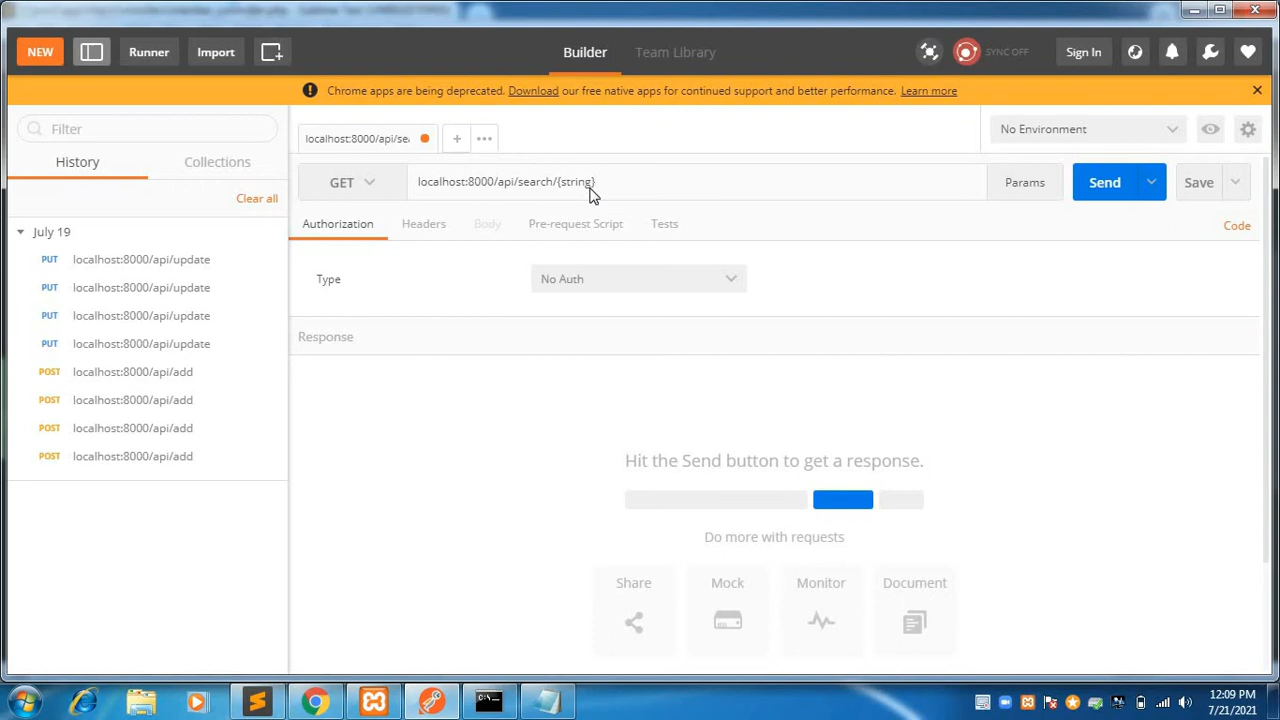 NEW
Runner
Import
Builder
Team Library
SYNC OFF
Sign In
Chrome apps are being deprecated. Download our free native apps for continued support and better performance. Learn more
Filter
History
Collections
Clear all
July 19
PUT localhost:8000/api/update
PUT localhost:8000/api/update
PUT localhost:8000/api/update
PUT localhost:8000/api/update
POST localhost:8000/api/add
POST localhost:8000/api/add
POST localhost:8000/api/add
POST localhost:8000/api/add
localhost:8000/api/sea
No Environment
GET
localhost:8000/api/search/{string}
Params
Send
Save
Authorization
Headers
Body
Pre-request Script
Tests
Code
Type
No Auth
Response
Hit the Send button to get a response.
Do more with requests
Share
Mock
Monitor
Document
12:09 PM
7/21/2021